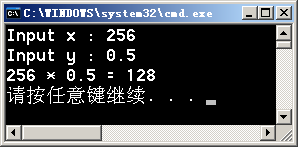 C:\WINDOWS\system32\cmd.exe
Input x : 256
Input y : 0.5
256 * 0.5 = 128
请按任意键继续. . .